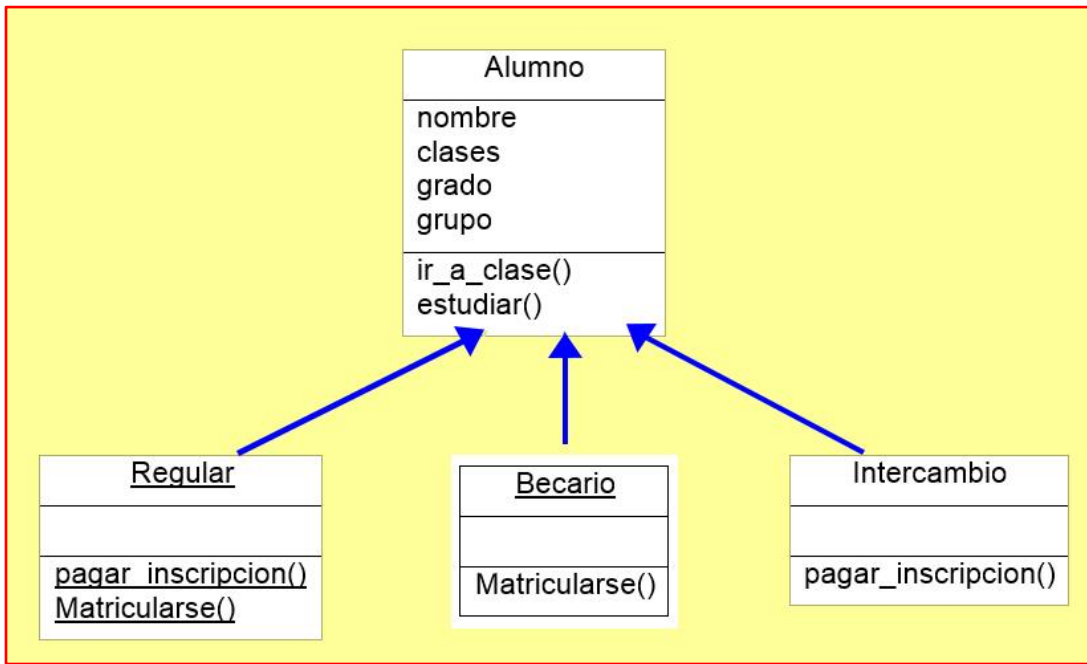 Alumno
nombre
clases
grado
grupo
ir_a_clase()
estudiar()
Regular
pagar_inscripcion()
Matricularse()
Becario
Matricularse()
Intercambio
pagar_inscripcion()